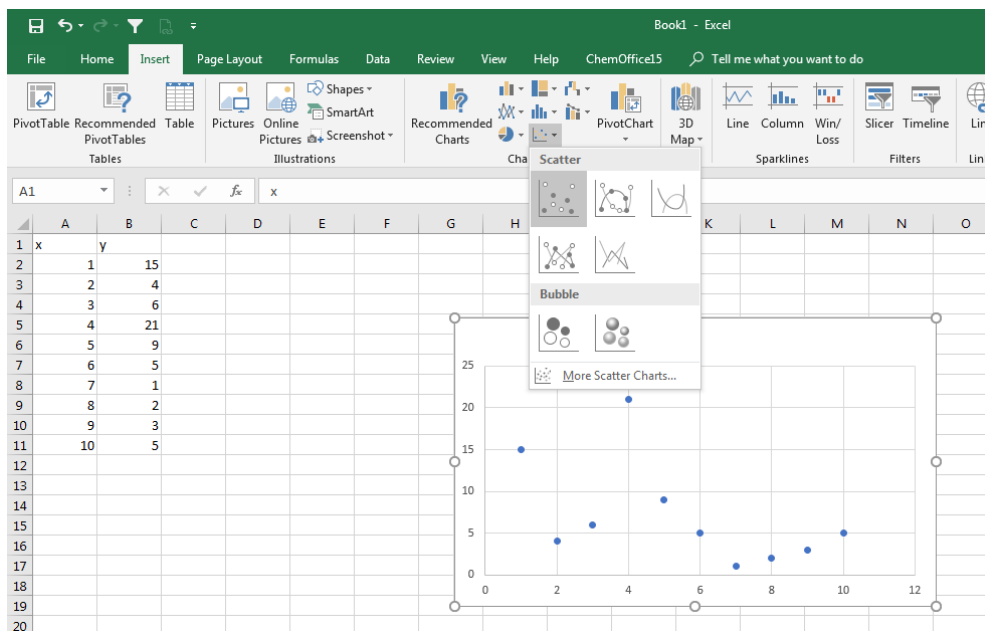 Book1 - Excel
File Home Insert Page Layout Formulas Data Review View Help ChemOffice15 Tell me what you want to do
PivotTable Recommended PivotTables Table
Tables
Pictures Online Pictures Shapes SmartArt Screenshot
Illustrations
Recommended Charts
Cha
PivotChart
3D Map
Line Column Win/Loss
Sparklines
Slicer Timeline
Filters
Lin
Lin
A1 fx x
A B C D E F G H K L M N O
1 x y
2 1 15
3 2 4
4 3 6
5 4 21
6 5 9
7 6 5
8 7 1
9 8 2
10 9 3
11 10 5
12
13
14
15
16
17
18
19
20
Scatter
Bubble
More Scatter Charts...
25
20
15
10
5
0
0 2 4 6 8 10 12